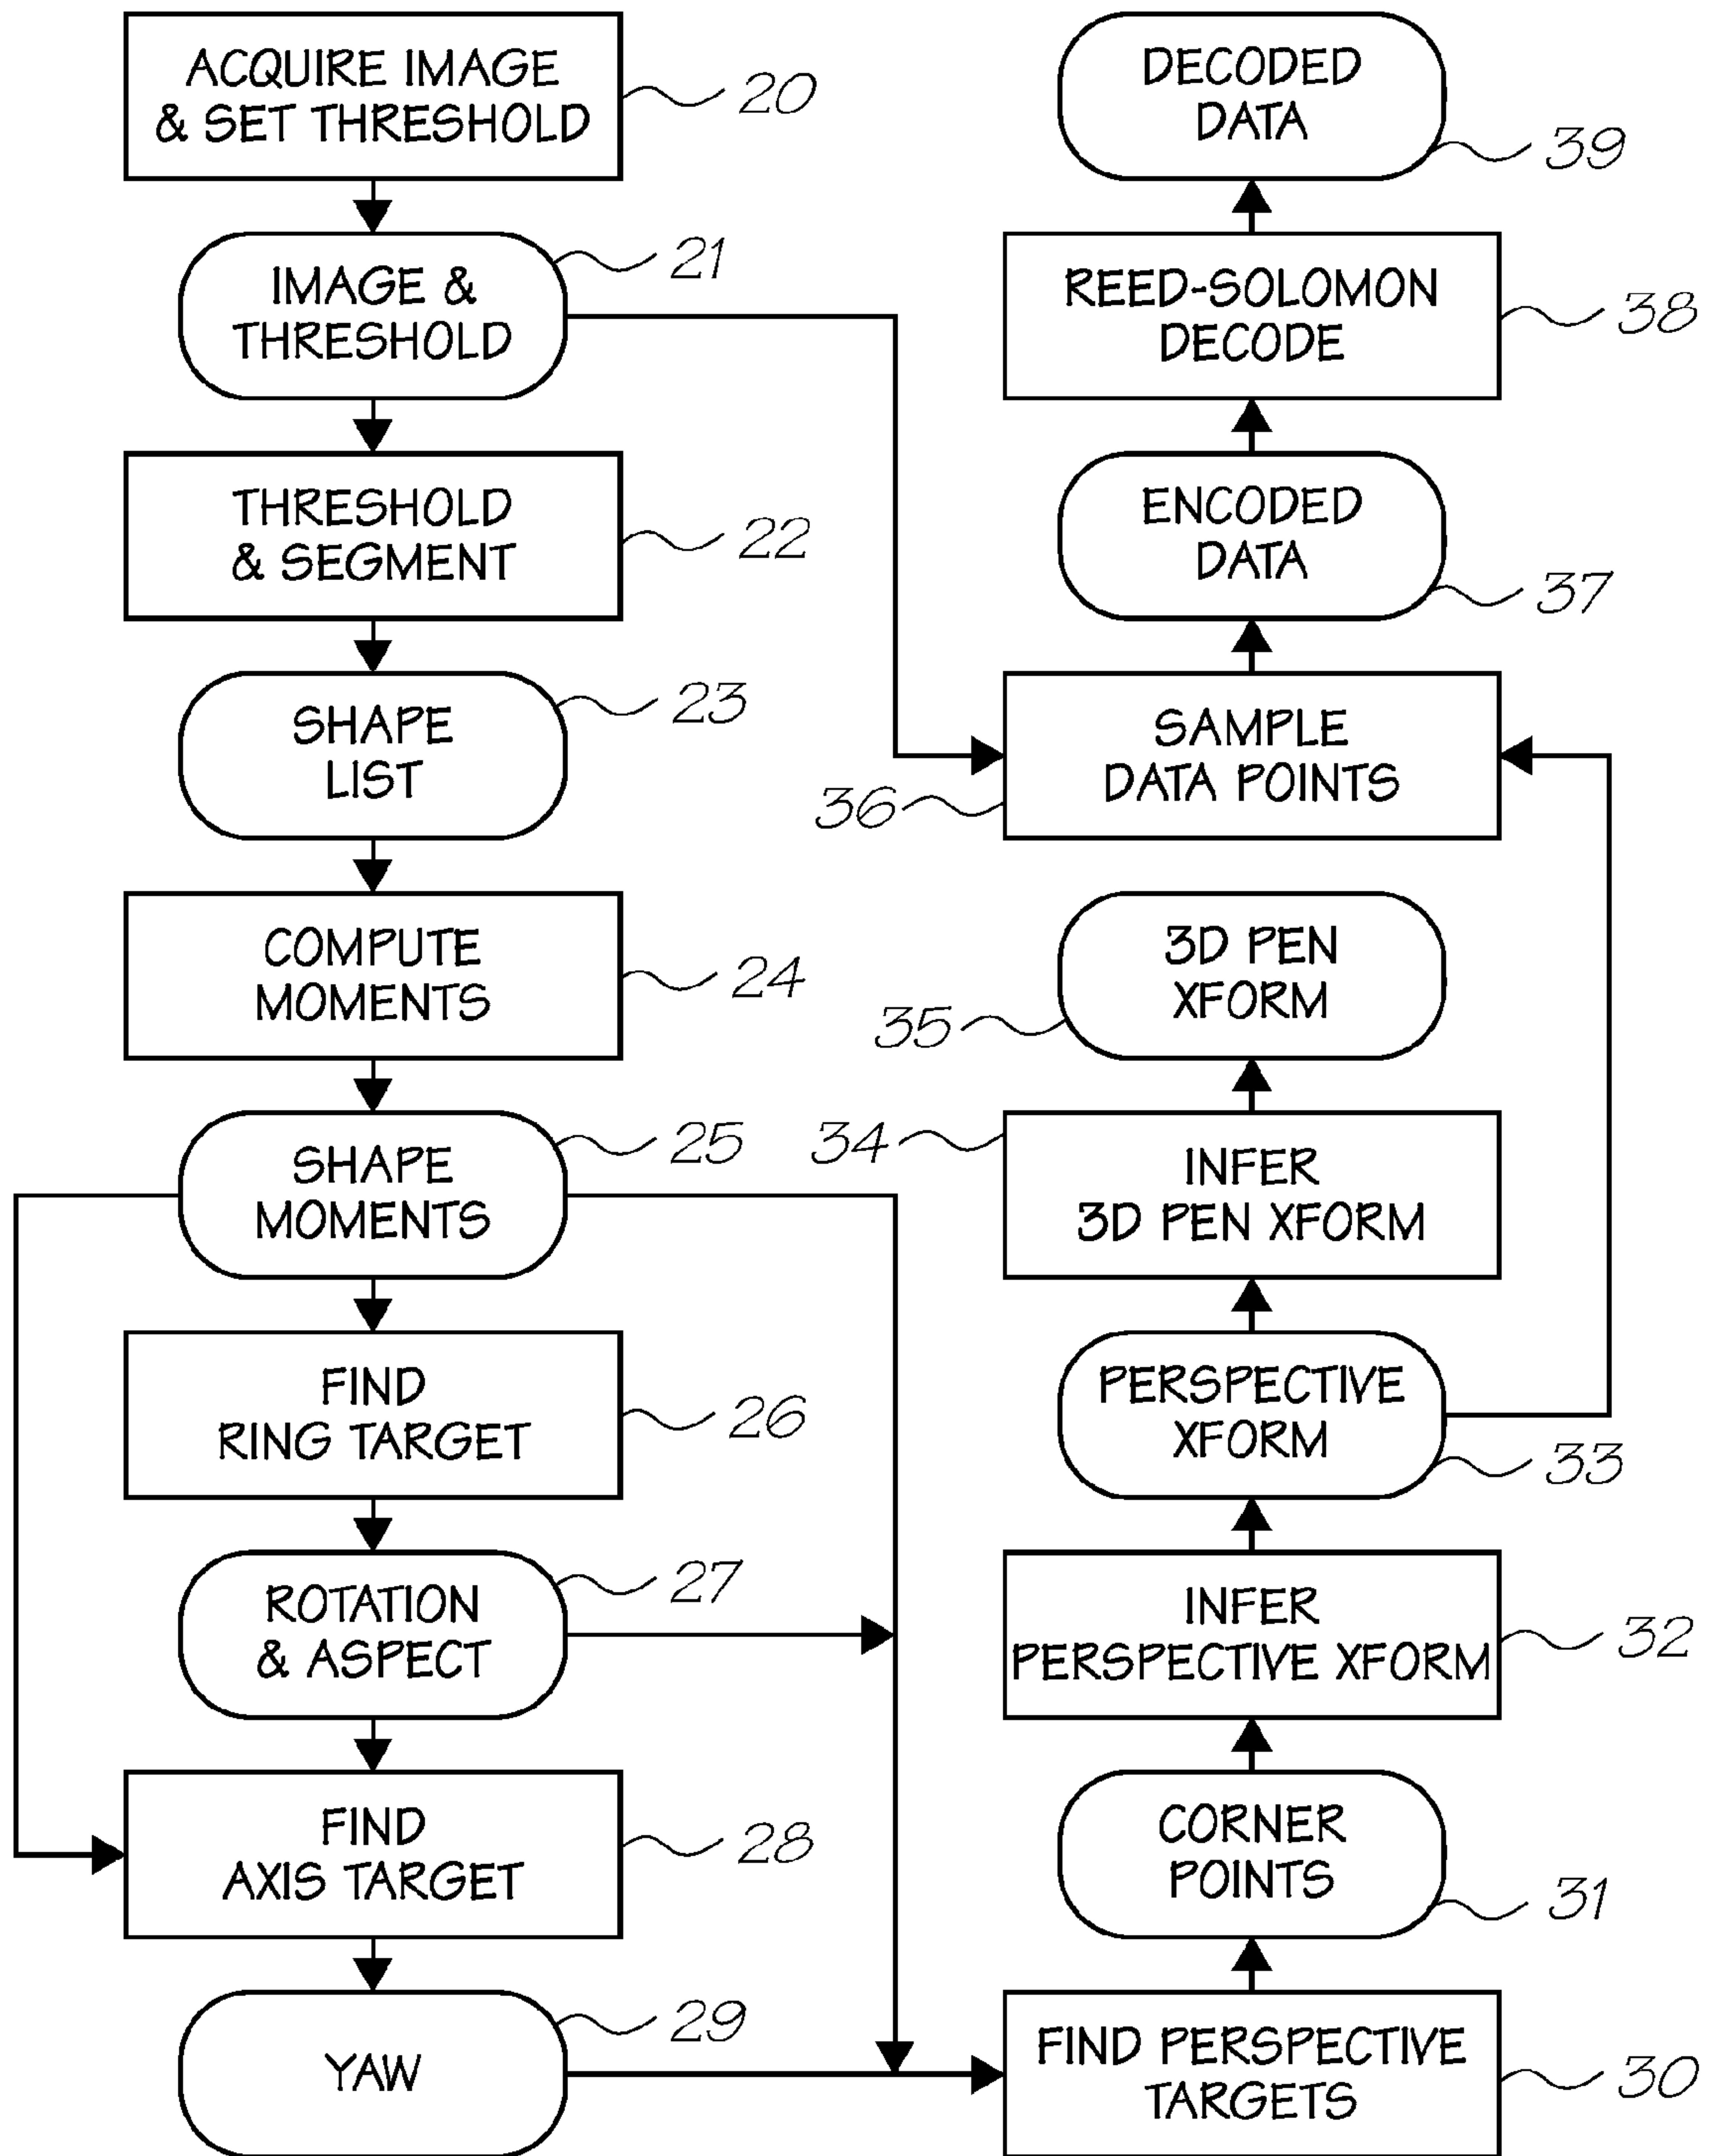 ACQUIRE IMAGE
& SET THRESHOLD
20
IMAGE &
THRESHOLD
21
THRESHOLD
& SEGMENT
22
SHAPE
LIST
23
COMPUTE
MOMENTS
24
SHAPE
MOMENTS
25
FIND
RING TARGET
26
ROTATION
& ASPECT
27
FIND
AXIS TARGET
28
YAW
29
DECODED
DATA
39
REED-SOLOMON
DECODE
38
ENCODED
DATA
37
SAMPLE
DATA POINTS
36
3D PEN
XFORM
35
INFER
3D PEN XFORM
34
PERSPECTIVE
XFORM
33
INFER
PERSPECTIVE XFORM
32
CORNER
POINTS
31
FIND PERSPECTIVE
TARGETS
30